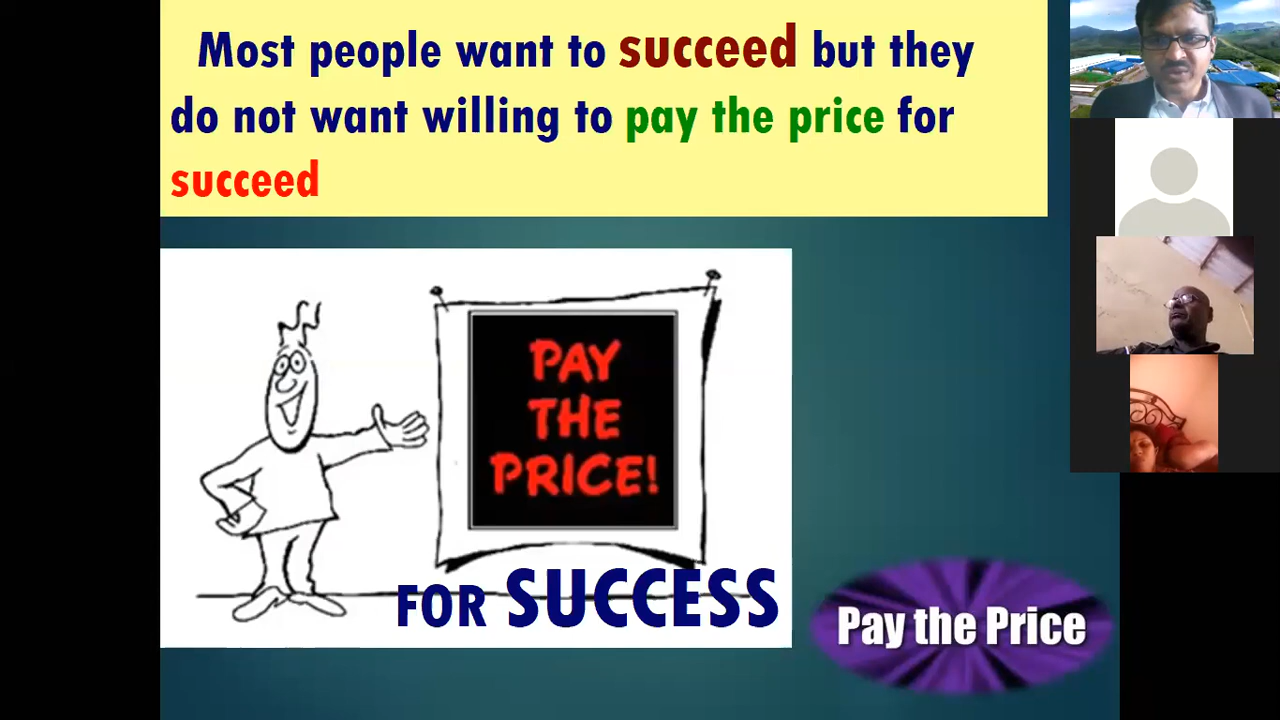 Most people want to succeed but they
do not want willing to pay the price for
succeed
PAY
THE
PRICE!
FOR SUCCESS
Pay the Price